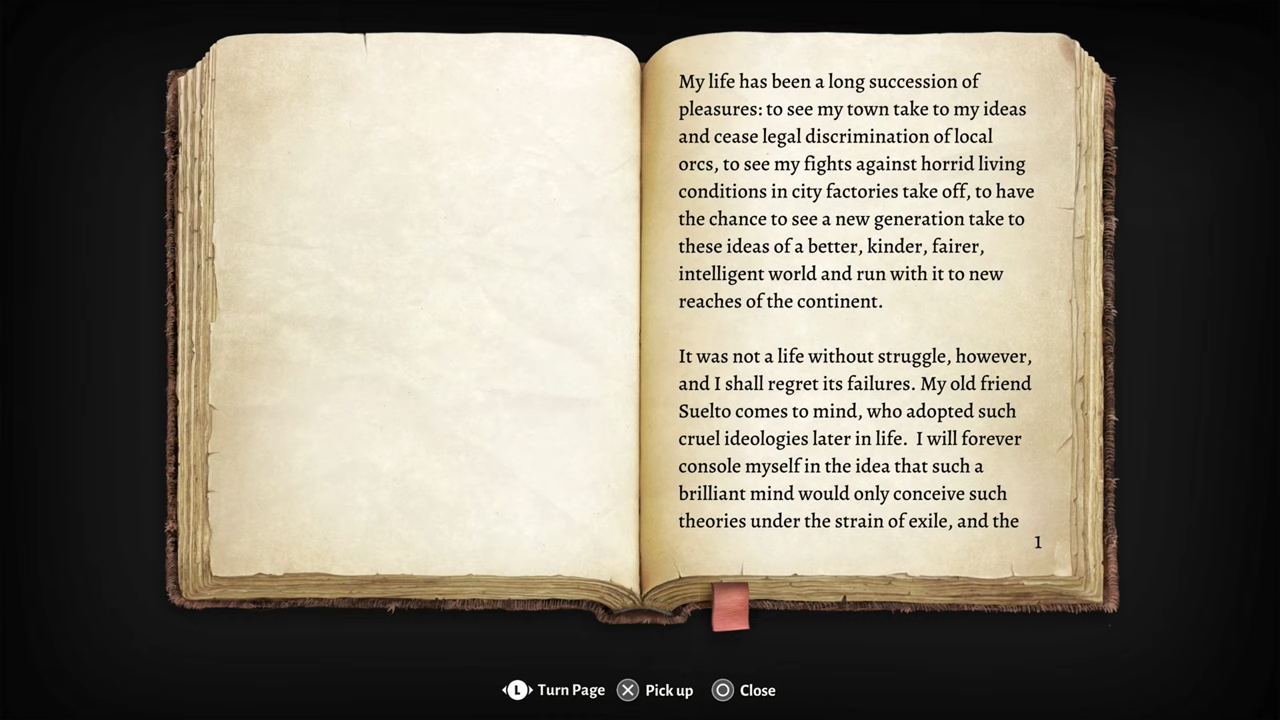 My life has been a long succession of
pleasures: to see my town take to my ideas
and cease legal discrimination of local
orcs, to see my fights against horrid living
conditions in city factories take off, to have
the chance to see a new generation take to
these ideas of a better, kinder, fairer,
intelligent world and run with it to new
reaches of the continent.
It was not a life without struggle, however,
and I shall regret its failures. My old friend
Suelto comes to mind, who adopted such
cruel ideologies later in life.  I will forever
console myself in the idea that such a
brilliant mind would only conceive such
theories under the strain of exile, and the
1
L Turn Page Pick up Close